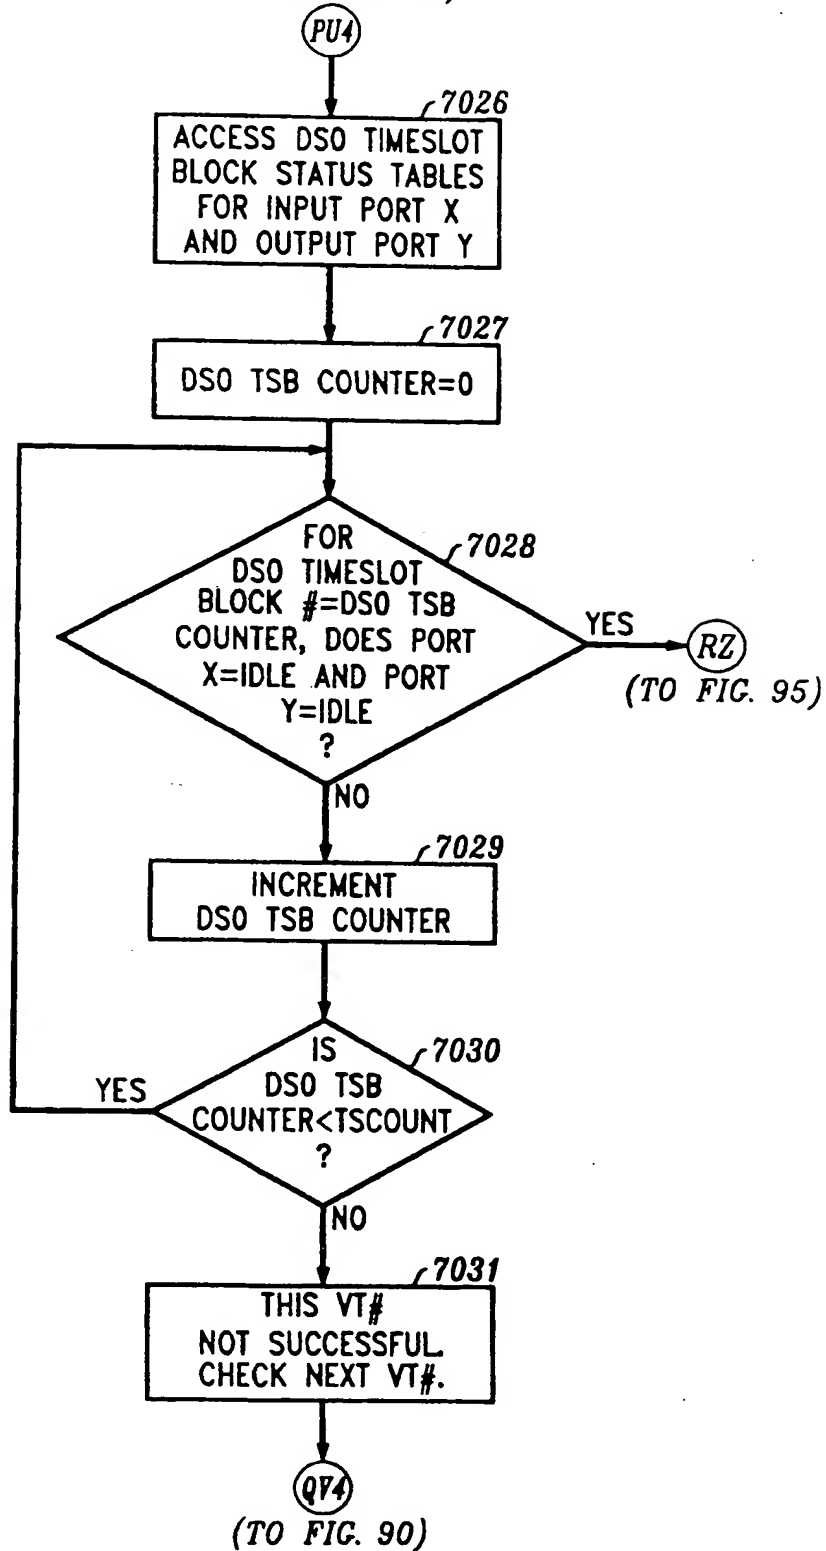 PU4
7026
ACCESS DSO TIMESLOT
BLOCK STATUS TABLES
FOR INPUT PORT X
AND OUTPUT PORT Y
7027
DSO TSB COUNTER=0
7028
FOR
DSO TIMESLOT
BLOCK #=DSO TSB
COUNTER, DOES PORT
X=IDLE AND PORT
Y=IDLE
?
YES
RZ
(TO FIG. 95)
NO
7029
INCREMENT
DSO TSB COUNTER
7030
IS
DSO TSB
COUNTER<TSCOUNT
?
YES
NO
7031
THIS VT#
NOT SUCCESSFUL.
CHECK NEXT VT#.
QV4
(TO FIG. 90)